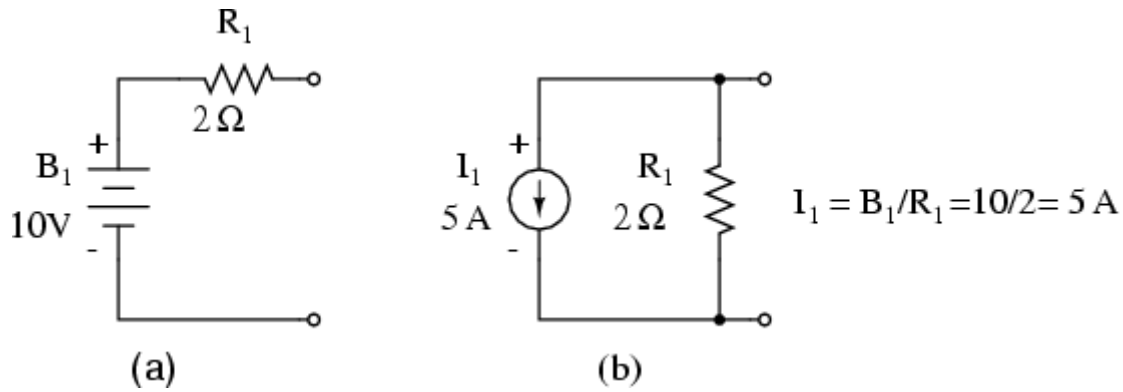 R₁
2 Ω
+
B₁
10V
-
(a)
+
I₁
5 A
-
R₁
2 Ω
I₁ = B₁/R₁ =10/2= 5 A
(b)